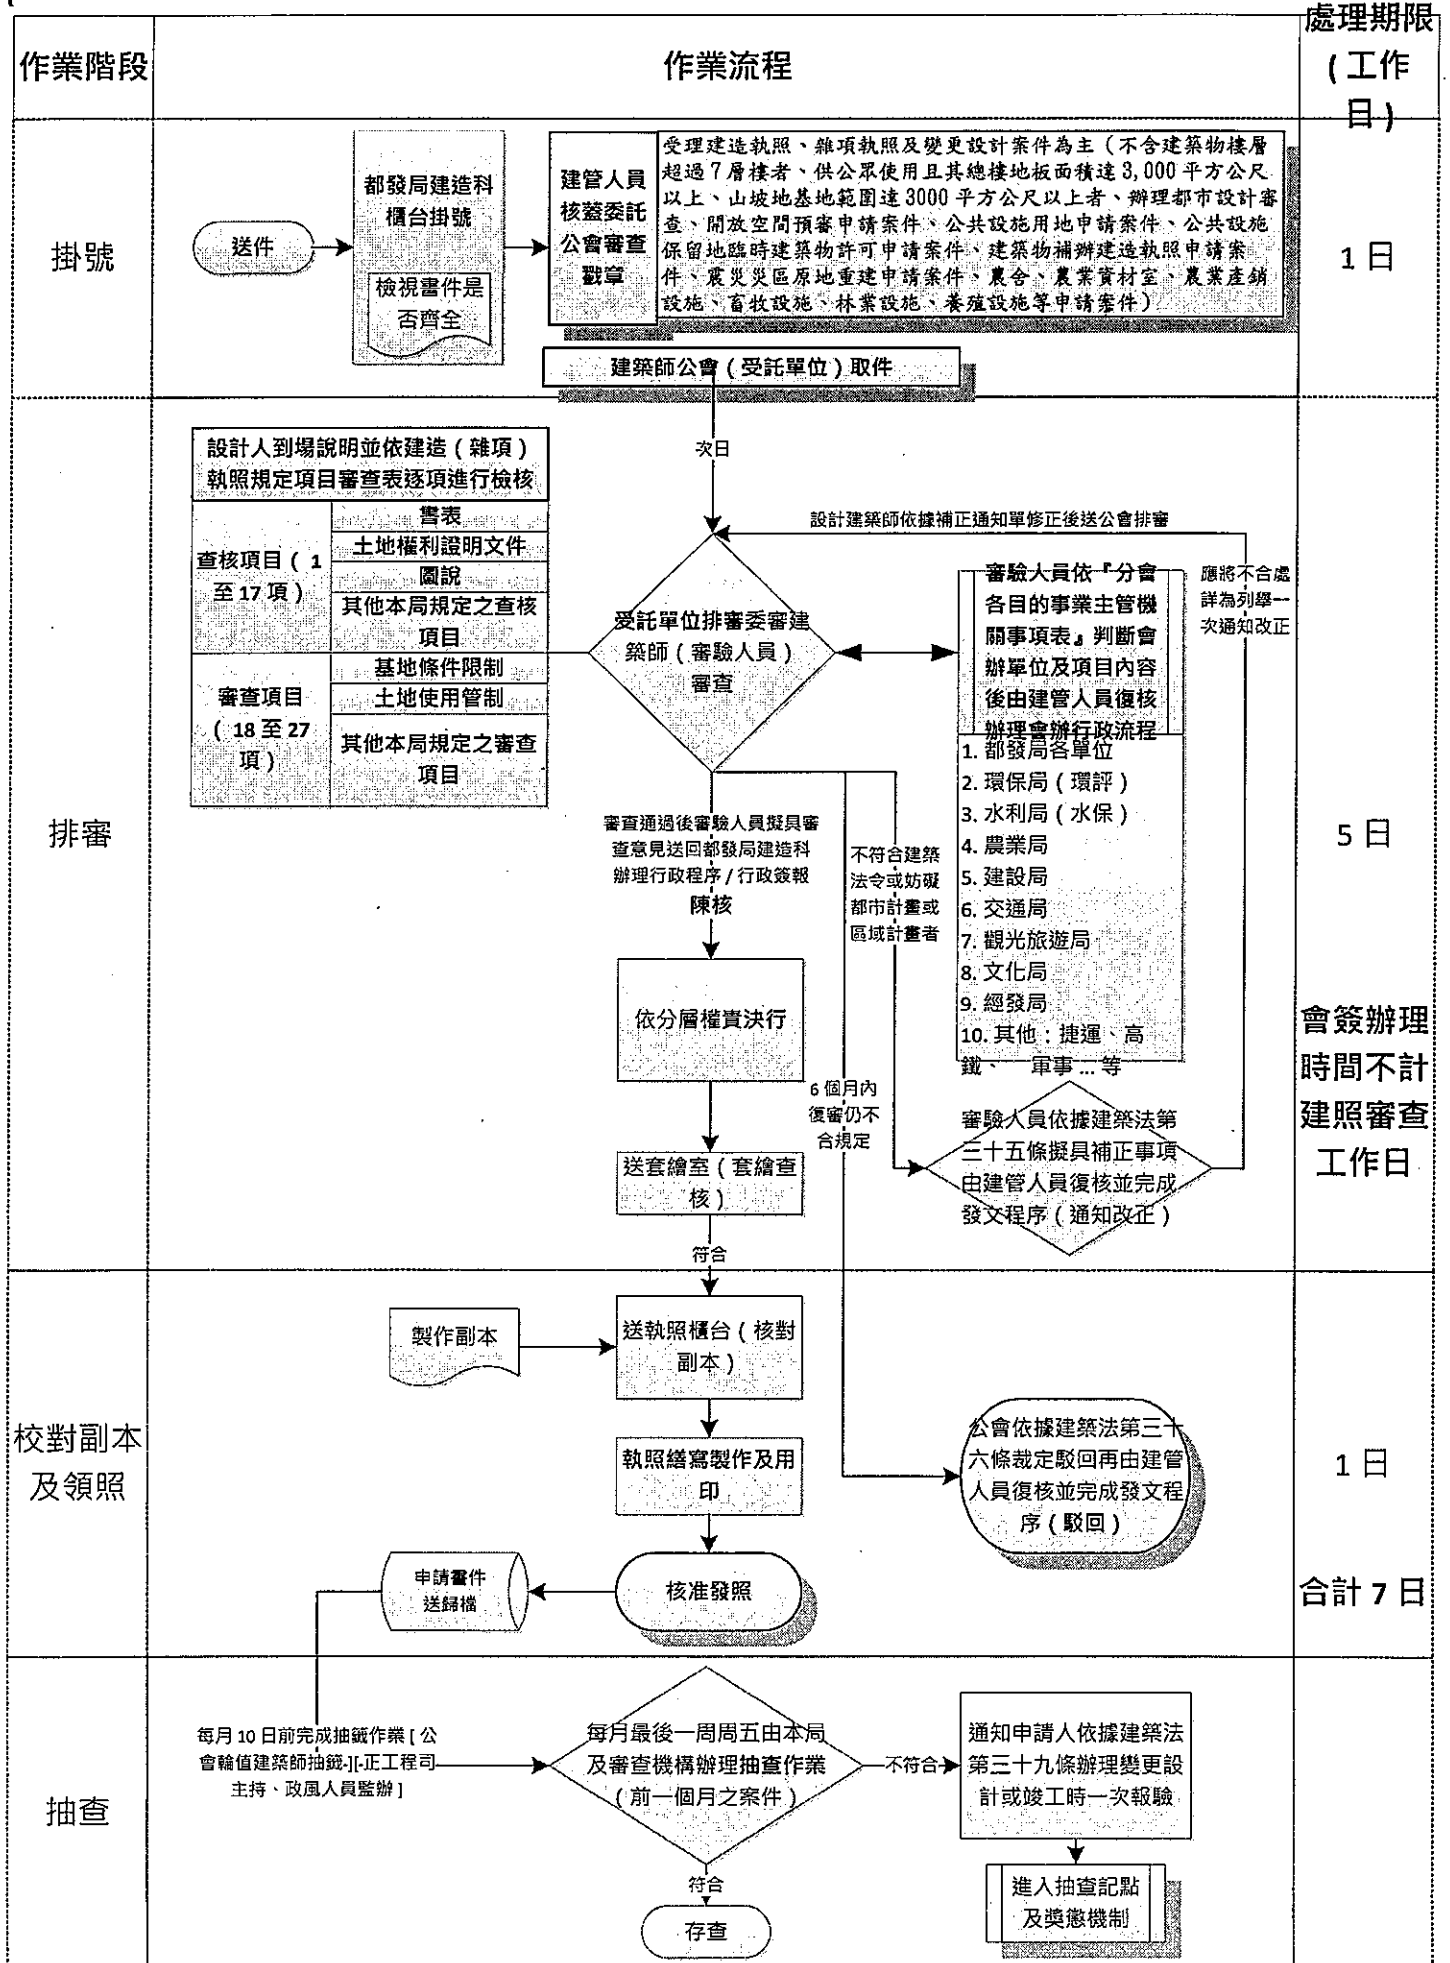 作業階段
作業流程
處理期限
(工作
日)
掛號
送件
都發局建造科
櫃台掛號
檢視書件是
否齊全
建管人員
核蓋委託
公會審查
戳章
受理建造執照、雜項執照及變更設計案件為主(不含建築物樓層
超過7層樓者、供公眾使用且其總樓地板面積達3,000平方公尺
以上、山坡地基地範圍達3000平方公尺以上者、辦理都市設計審
查、開放空間預審申請案件、公共設施用地申請案件、公共設施
保留地臨時建築物許可申請案件、建築物補辦建造執照申請案
件、震災災區原地重建申請案件、農舍、農業資材室、農業產銷
設施、畜牧設施、林業設施、養殖設施等申請案件)
1日
建築師公會(受託單位)取件
次日
排審
設計人到場說明並依建造(雜項)
執照規定項目審查表逐項進行檢核
查核項目(1
至17項)
書表
土地權利證明文件
圖說
其他本局規定之查核
項目
審查項目
(18至27
項)
基地條件限制
土地使用管制
其他本局規定之審查
項目
受託單位排審委審建
築師(審驗人員)
審查
設計建築師依據補正通知單修正後送公會排審
審驗人員依『分會
各目的事業主管機
關事項表』判斷會
辦單位及項目內容
後由建管人員復核
辦理會辦行政流程
應將不合處
詳為列舉一
次通知改正
1. 都發局各單位
2. 環保局(環評)
3. 水利局(水保)
4. 農業局
5. 建設局
6. 交通局
7. 觀光旅遊局
8. 文化局
9. 經發局
10. 其他:捷運、高
鐵、 軍事...等
審查通過後審驗人員擬具審
查意見送回都發局建造科
辦理行政程序/行政簽報
陳核
不符合建築
法令或妨礙
都市計畫或
區域計畫者
依分層權責決行
6個月內
復審仍不
合規定
審驗人員依據建築法第
三十五條擬具補正事項
由建管人員復核並完成
發文程序(通知改正)
送套繪室(套繪查
核)
符合
5日
會簽辦理
時間不計
建照審查
工作日
校對副本
及領照
製作副本
送執照櫃台(核對
副本)
執照繕寫製作及用
印
核准發照
申請書件
送歸檔
公會依據建築法第三十
六條裁定駁回再由建管
人員復核並完成發文程
序(駁回)
1日
合計7日
抽查
每月10日前完成抽籤作業[公
會輪值建築師抽籤][正工程司
主持、政風人員監辦]
每月最後一周周五由本局
及審查機構辦理抽查作業
(前一個月之案件)
不符合
通知申請人依據建築法
第三十九條辦理變更設
計或竣工時一次報驗
進入抽查記點
及獎懲機制
符合
存查